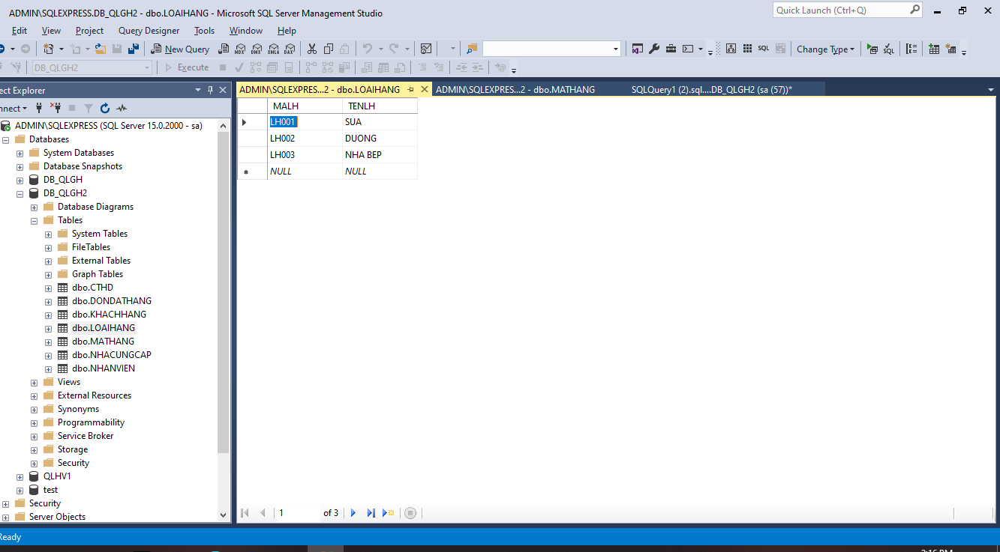 ADMIN\SQLEXPRESS.DB_QLGH2 - dbo.LOAIHANG - Microsoft SQL Server Management Studio
Quick Launch (Ctrl+Q)
Edit View Project Query Designer Tools Window Help
New Query MDX DMX XMLA DAX SQL Change Type SQL
DB_QLGH2 Execute
ect Explorer
ADMIN\SQLEXPRES...2 - dbo.LOAIHANG ADMIN\SQLEXPRES...2 - dbo.MATHANG SQLQuery1 (2).sql....DB_QLGH2 (sa (57))*
nnect
ADMIN\SQLEXPRESS (SQL Server 15.0.2000 - sa)
Databases
System Databases
Database Snapshots
DB_QLGH
DB_QLGH2
Database Diagrams
Tables
System Tables
FileTables
External Tables
Graph Tables
dbo.CTHD
dbo.DONDATHANG
dbo.KHACHHANG
dbo.LOAIHANG
dbo.MATHANG
dbo.NHACUNGCAP
dbo.NHANVIEN
Views
External Resources
Synonyms
Programmability
Service Broker
Storage
Security
QLHV1
test
Security
Server Objects
MALH TENLH
LH001 SUA
LH002 DUONG
LH003 NHA BEP
NULL NULL
1 of 3
Ready